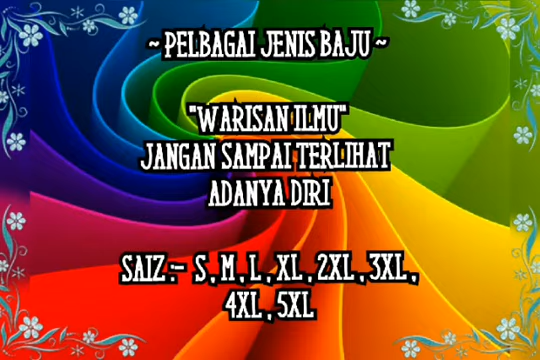 ~ PELBAGAI JENIS BAJU ~
"WARISAN ILMU"
JANGAN SAMPAI TERLIHAT
ADANYA DIRI
SAIZ :- S , M , L , XL , 2XL , 3XL ,
4XL , 5XL